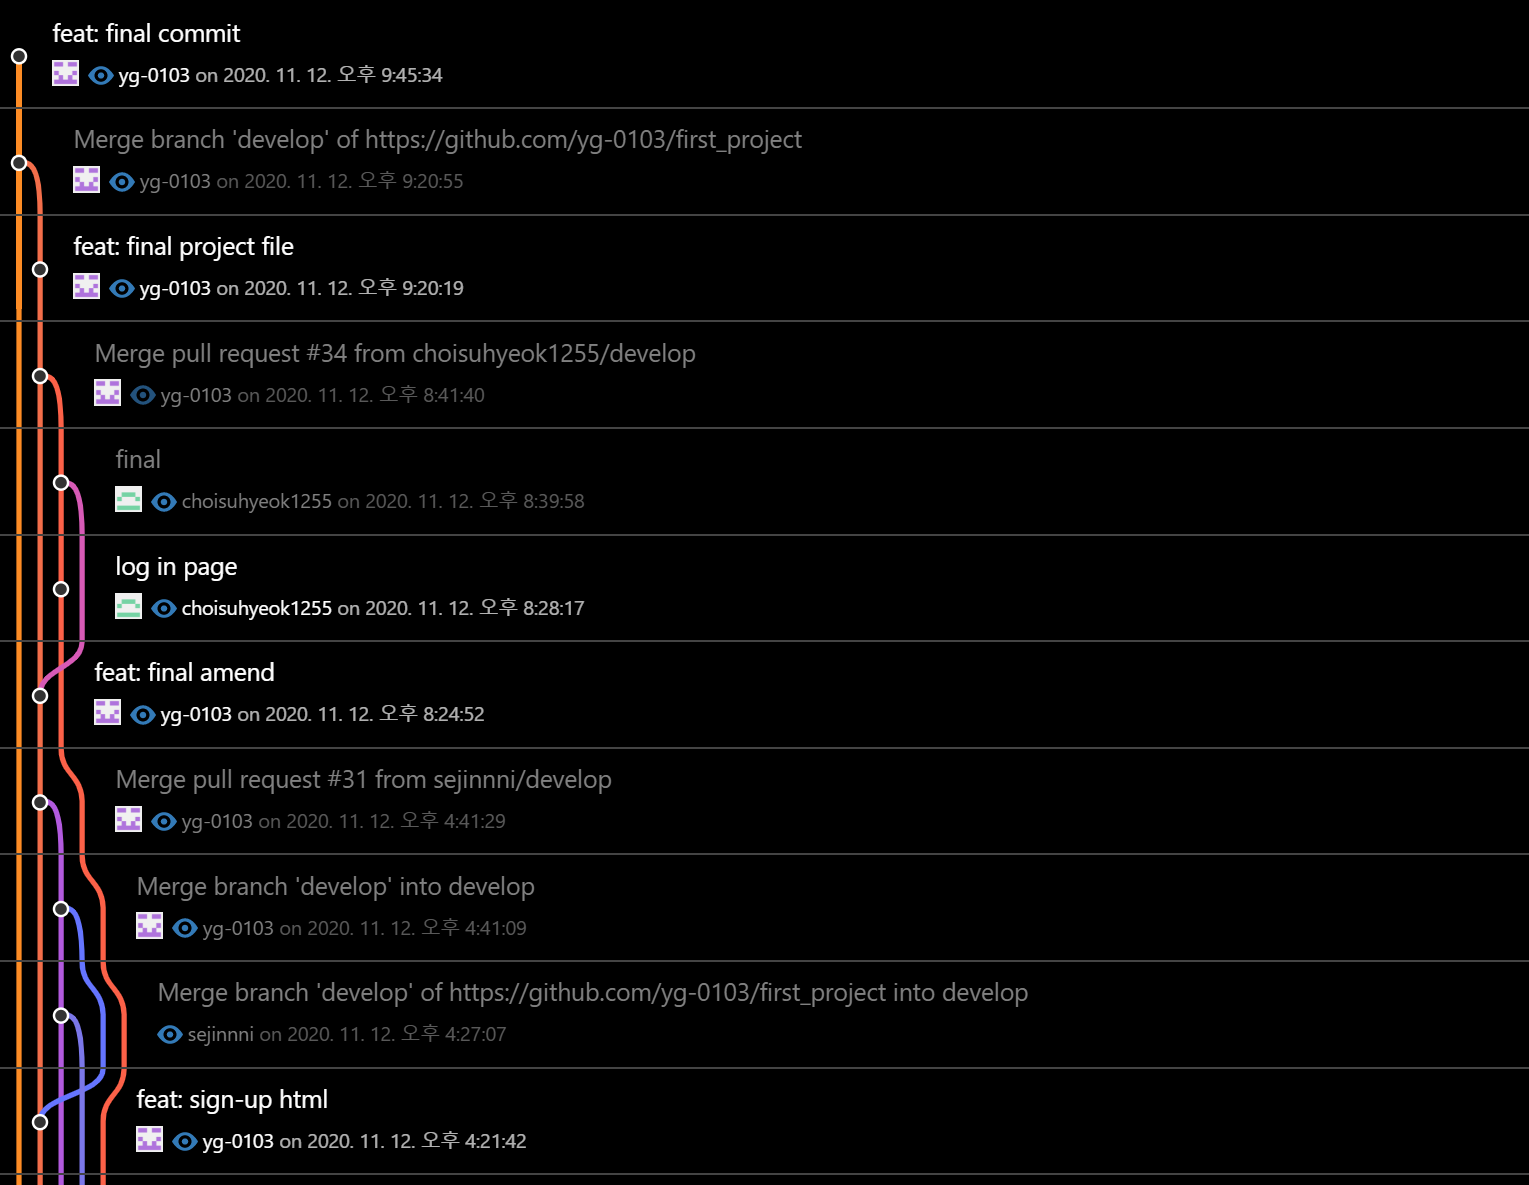 feat: final commit
yg-0103 on 2020. 11. 12. 오후 9:45:34
Merge branch 'develop' of https://github.com/yg-0103/first_project
yg-0103 on 2020. 11. 12. 오후 9:20:55
feat: final project file
yg-0103 on 2020. 11. 12. 오후 9:20:19
Merge pull request #34 from choisuhyeok1255/develop
yg-0103 on 2020. 11. 12. 오후 8:41:40
final
choisuhyeok1255 on 2020. 11. 12. 오후 8:39:58
log in page
choisuhyeok1255 on 2020. 11. 12. 오후 8:28:17
feat: final amend
yg-0103 on 2020. 11. 12. 오후 8:24:52
Merge pull request #31 from sejinnni/develop
yg-0103 on 2020. 11. 12. 오후 4:41:29
Merge branch 'develop' into develop
yg-0103 on 2020. 11. 12. 오후 4:41:09
Merge branch 'develop' of https://github.com/yg-0103/first_project into develop
sejinnni on 2020. 11. 12. 오후 4:27:07
feat: sign-up html
yg-0103 on 2020. 11. 12. 오후 4:21:42